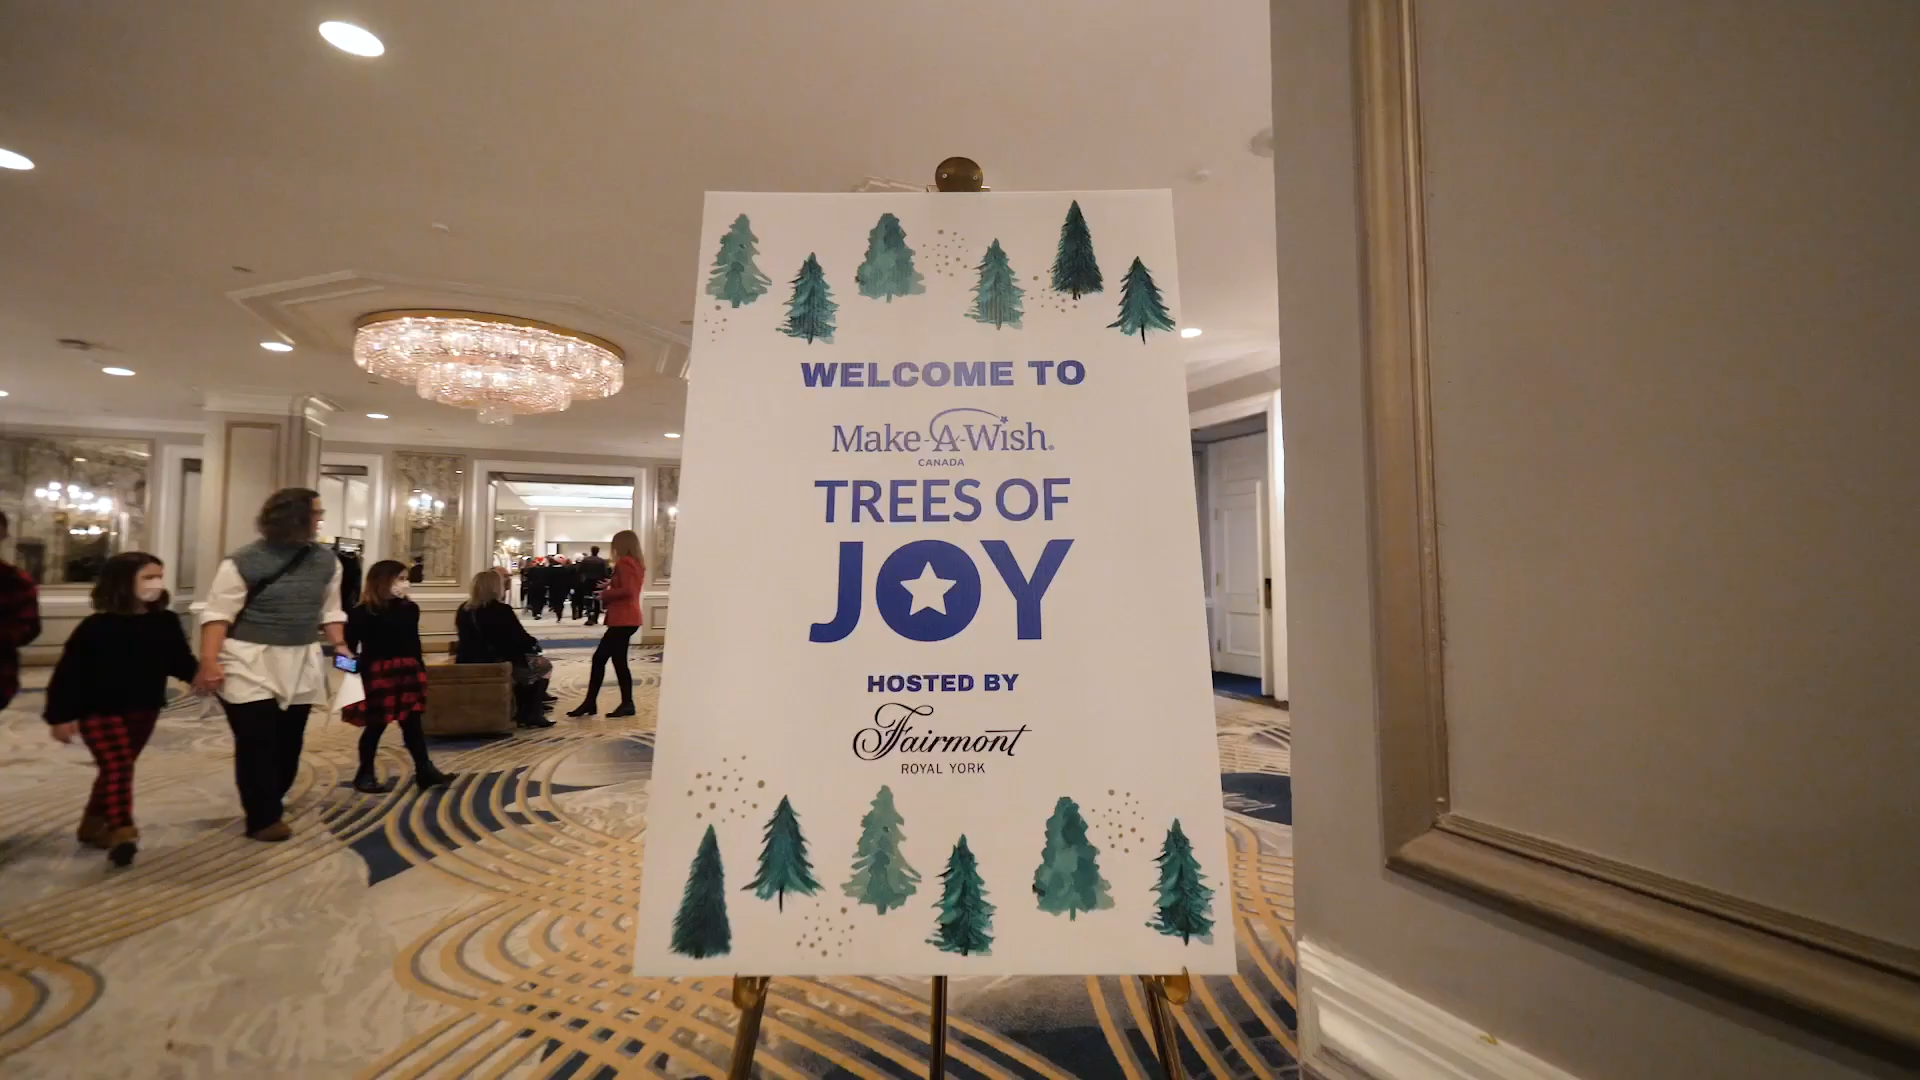 WELCOME TO
Make-A-Wish.
CANADA
TREES OF
JOY
HOSTED BY
Fairmont
ROYAL YORK